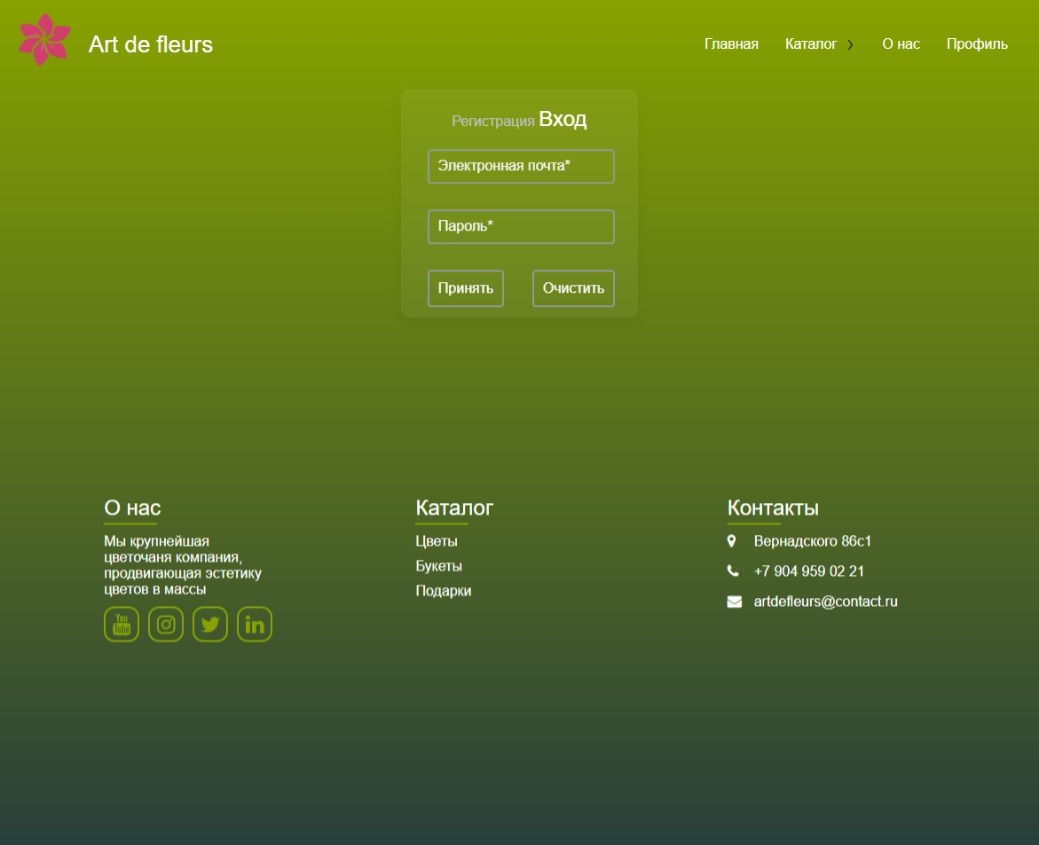 Art de fleurs
Главная Каталог О нас Профиль
Регистрация Вход
Электронная почта*
Пароль*
Принять Очистить
О нас
Мы крупнейшая
цветочаня компания,
продвигающая эстетику
цветов в массы
You
Tube
in
Каталог
Цветы
Букеты
Подарки
Контакты
Вернадского 86с1
+7 904 959 02 21
artdefleurs@contact.ru